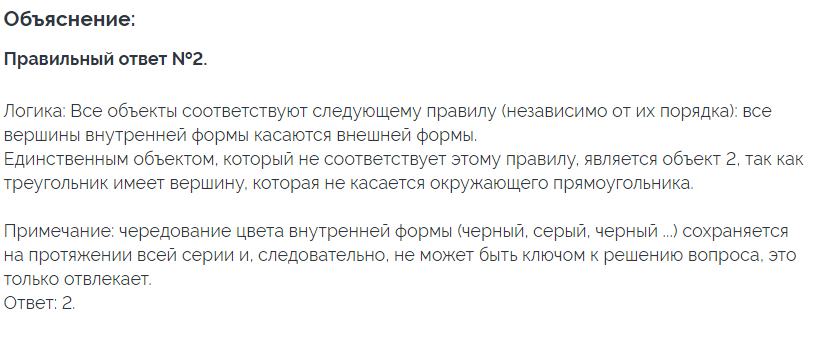 Объяснение:
Правильный ответ №2.
Логика: Все объекты соответствуют следующему правилу (независимо от их порядка): все
вершины внутренней формы касаются внешней формы.
Единственным объектом, который не соответствует этому правилу, является объект 2, так как
треугольник имеет вершину, которая не касается окружающего прямоугольника.
Примечание: чередование цвета внутренней формы (черный, серый, черный ...) сохраняется
на протяжении всей серии и, следовательно, не может быть ключом к решению вопроса, это
только отвлекает.
Ответ: 2.